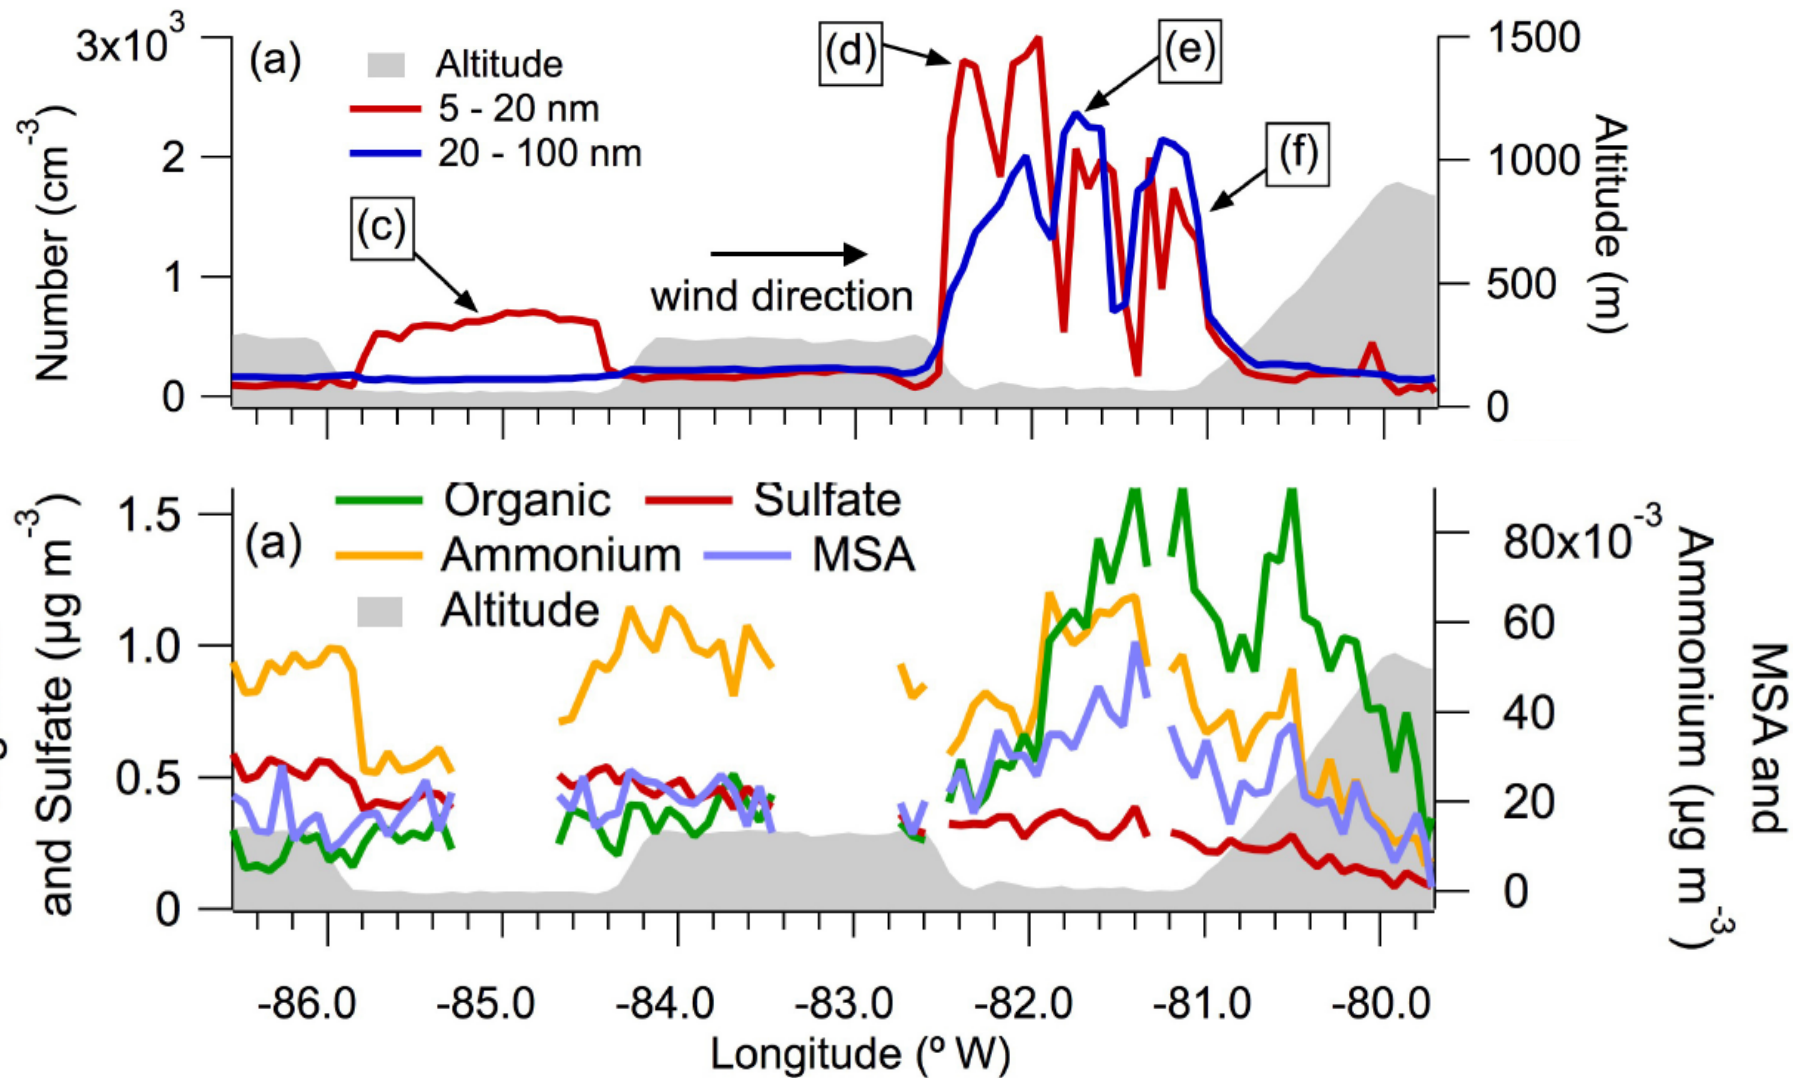 3x10³
2
1
0
Number (cm⁻³)
(a)
Altitude
5 - 20 nm
20 - 100 nm
(c)
(d)
(e)
(f)
wind direction
1500
1000
500
0
Altitude (m)
1.5
1.0
0.5
0
and Sulfate (µg m⁻³)
(a)
Organic Sulfate
Ammonium MSA
Altitude
80x10⁻³
60
40
20
0
MSA and
Ammonium (µg m⁻³)
-86.0 -85.0 -84.0 -83.0 -82.0 -81.0 -80.0
Longitude (º W)